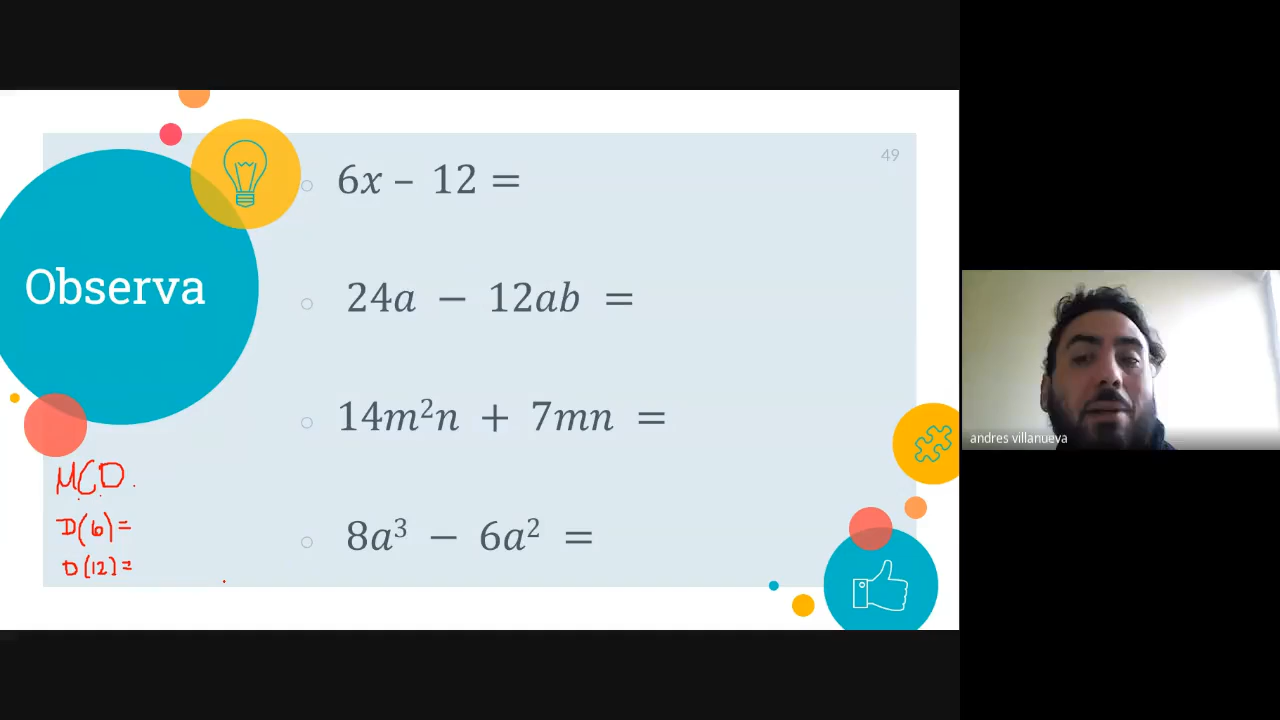 49
6x – 12 =
Observa
24a − 12ab =
14m²n + 7mn =
andres villanueva
MCD.
D(6)=
8a³ − 6a² =
D(12)=